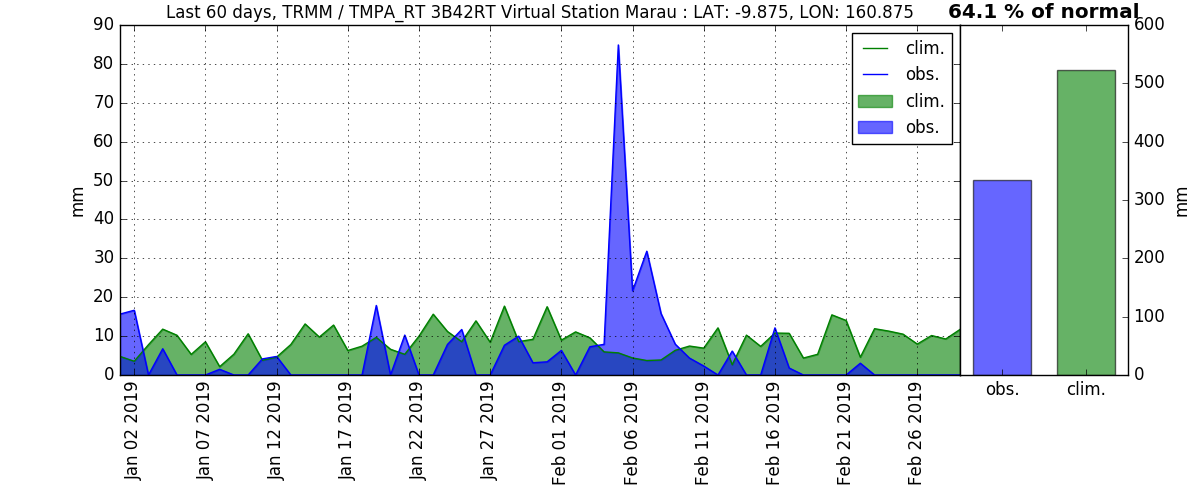 Last 60 days, TRMM / TMPA_RT 3B42RT Virtual Station Marau : LAT: -9.875, LON: 160.875
64.1 % of normal
90
80
70
60
50
40
30
20
10
0
mm
clim.
obs.
clim.
obs.
Jan 02 2019
Jan 07 2019
Jan 12 2019
Jan 17 2019
Jan 22 2019
Jan 27 2019
Feb 01 2019
Feb 06 2019
Feb 11 2019
Feb 16 2019
Feb 21 2019
Feb 26 2019
600
500
400
300
200
100
0
mm
obs.
clim.